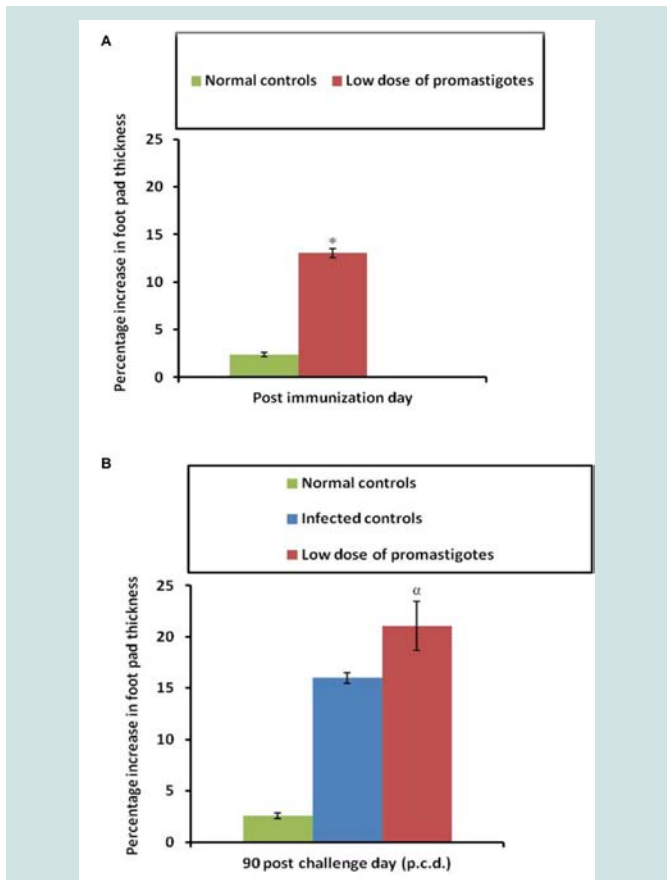 A
Normal controls Low dose of promastigotes
Percentage increase in foot pad thickness
25
20
15
10
5
0
*
Post immunization day
B
Normal controls
Infected controls
Low dose of promastigotes
Percentage increase in foot pad thickness
25
20
15
10
5
0
α
90 post challenge day (p.c.d.)